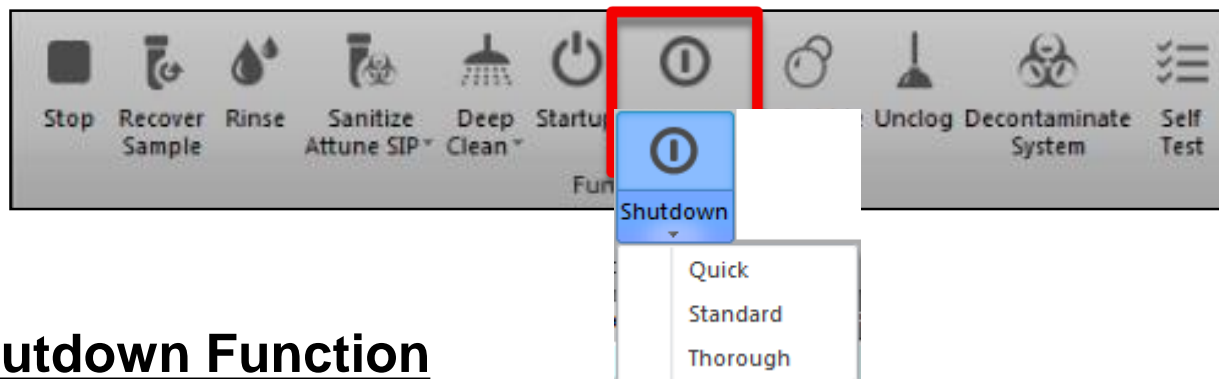 Stop Recover Rinse Sanitize Deep Startup Unclog Decontaminate Self
Sample Attune SIP Clean System Test
Shutdown
Quick
Standard
utdown Function
Thorough